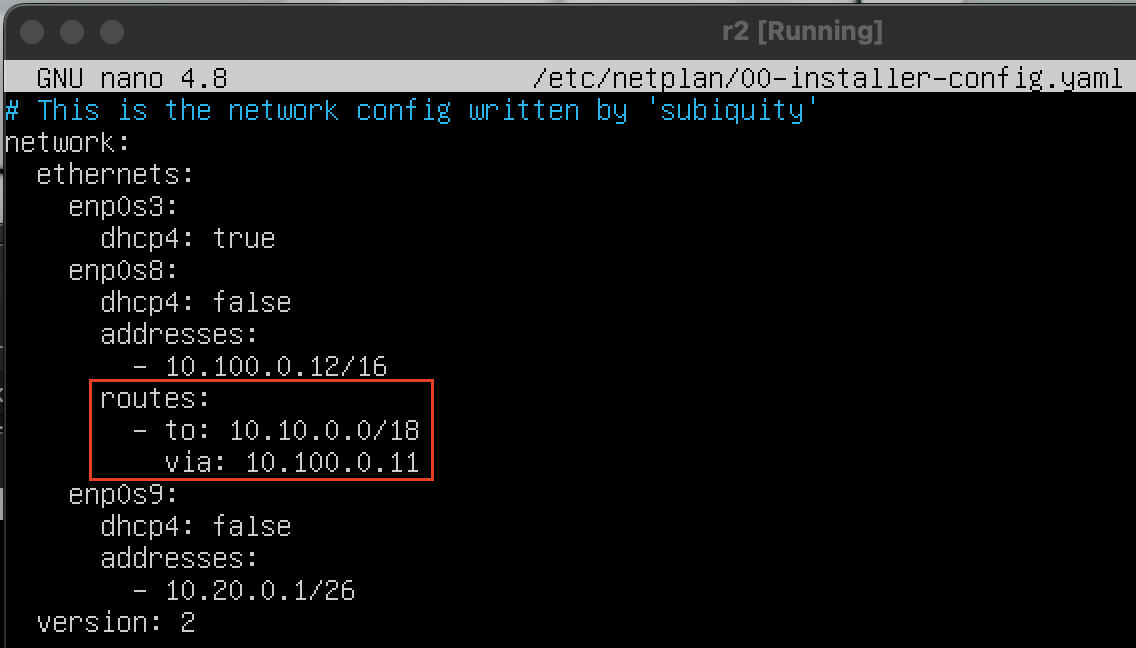 r2 [Running]
GNU nano 4.8 /etc/netplan/00-installer-config.yaml
# This is the network config written by 'subiquity'
network:
  ethernets:
    enp0s3:
      dhcp4: true
    enp0s8:
      dhcp4: false
      addresses:
        - 10.100.0.12/16
      routes:
        - to: 10.10.0.0/18
          via: 10.100.0.11
    enp0s9:
      dhcp4: false
      addresses:
        - 10.20.0.1/26
  version: 2